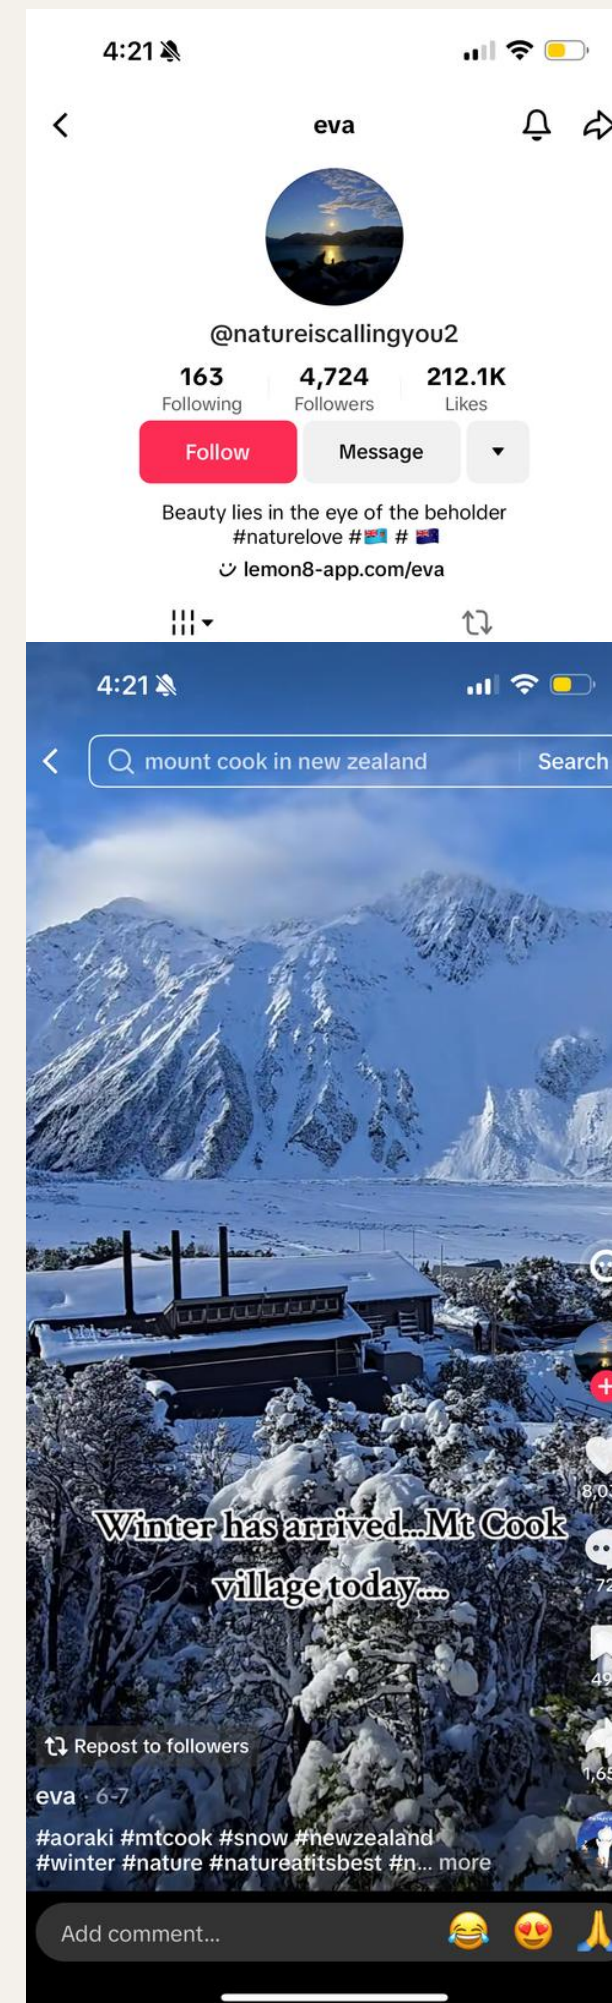 4:21
eva
@natureiscallingyou2
163 4,724 212.1K
Following Followers Likes
Follow Message
Beauty lies in the eye of the beholder
#naturelove #🇫🇯 # 🇳🇿
lemon8-app.com/eva
4:21
mount cook in new zealand Search
Winter has arrived...Mt Cook
village today....
72
Repost to followers
eva · 6-7
#aoraki #mtcook #snow #newzealand
#winter #nature #natureatitsbest #n... more
Add comment...